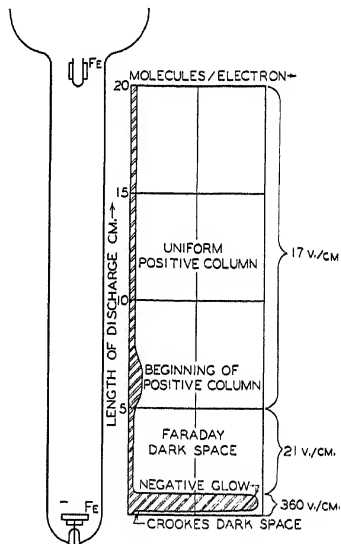 Fe
MOLECULES/ELECTRON→
20
15
10
5
LENGTH OF DISCHARGE CM.→
UNIFORM
POSITIVE COLUMN
17 V./CM
BEGINNING OF
POSITIVE COLUMN
FARADAY
DARK SPACE
21 V./CM.
NEGATIVE GLOW
360 V./CM.
CROOKES DARK SPACE
-
Fe